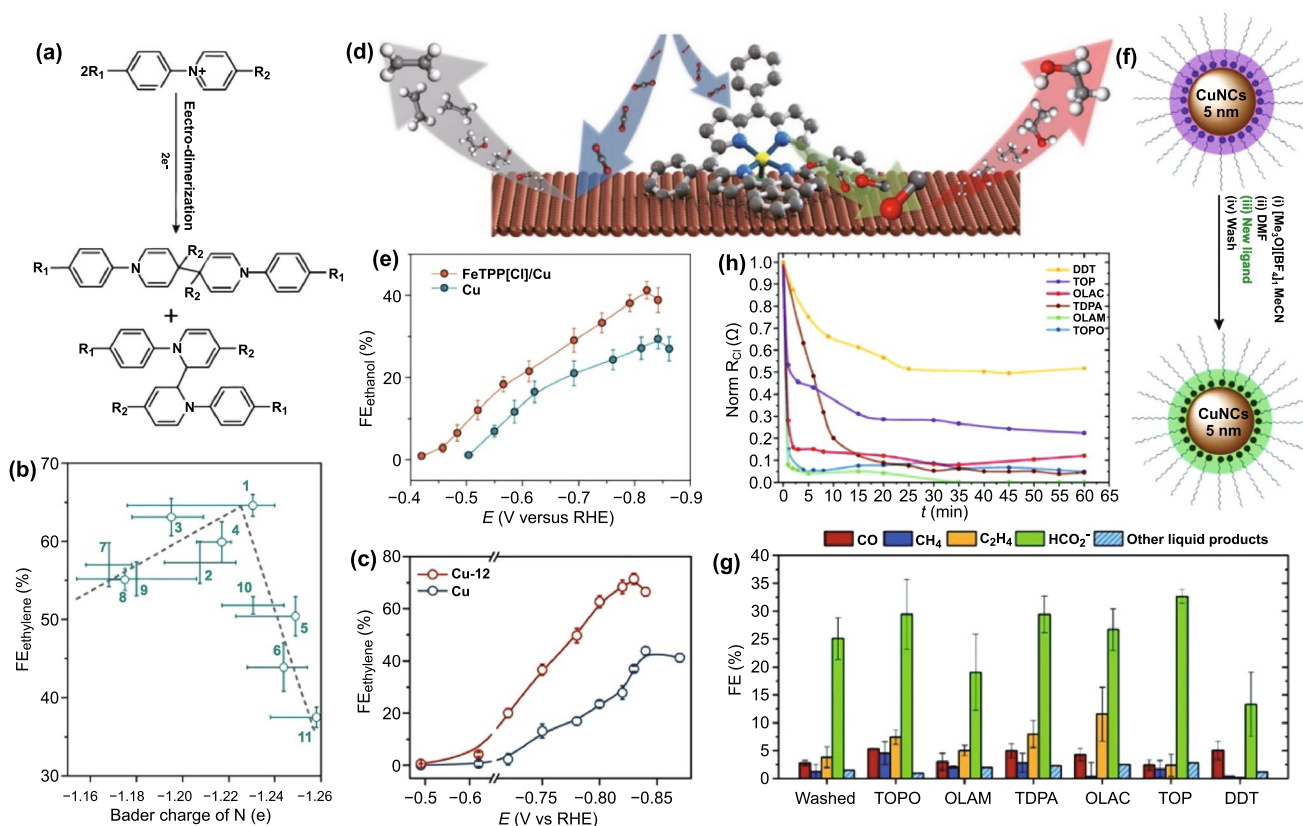 (a)
2R₁
N⁺
R₂
Eectro-dimerization
2e⁻
R₁
N
R₂
R₂
N
R₁
+
R₁
N
R₂
R₂
N
R₁
(b)
70
60
50
40
30
FEethylene (%)
1
3
4
7
2
8
9
10
5
6
11
−1.16
−1.18
−1.20
−1.22
−1.24
−1.26
Bader charge of N (e)
(d)
(e)
FeTPP[Cl]/Cu
Cu
40
20
0
FEethanol (%)
−0.4
−0.5
−0.6
−0.7
−0.8
−0.9
E (V versus RHE)
(c)
Cu-12
Cu
80
60
40
20
0
FEethylene (%)
−0.5
−0.6
−0.75
−0.80
−0.85
E (V vs RHE)
(f)
CuNCs
5 nm
(i) [Me₃O][BF₄], MeCN
(ii) DMF
(iii) New ligand
(iv) Wash
CuNCs
5 nm
(h)
DDT
TOP
OLAC
TDPA
OLAM
TOPO
1.0
0.9
0.8
0.7
0.6
0.5
0.4
0.3
0.2
0.1
0.0
Norm RCl (Ω)
0
5
10
15
20
25
30
35
40
45
50
55
60
65
t (min)
CO
CH₄
C₂H₄
HCO₂⁻
Other liquid products
(g)
40
35
30
25
20
15
10
5
0
FE (%)
Washed
TOPO
OLAM
TDPA
OLAC
TOP
DDT